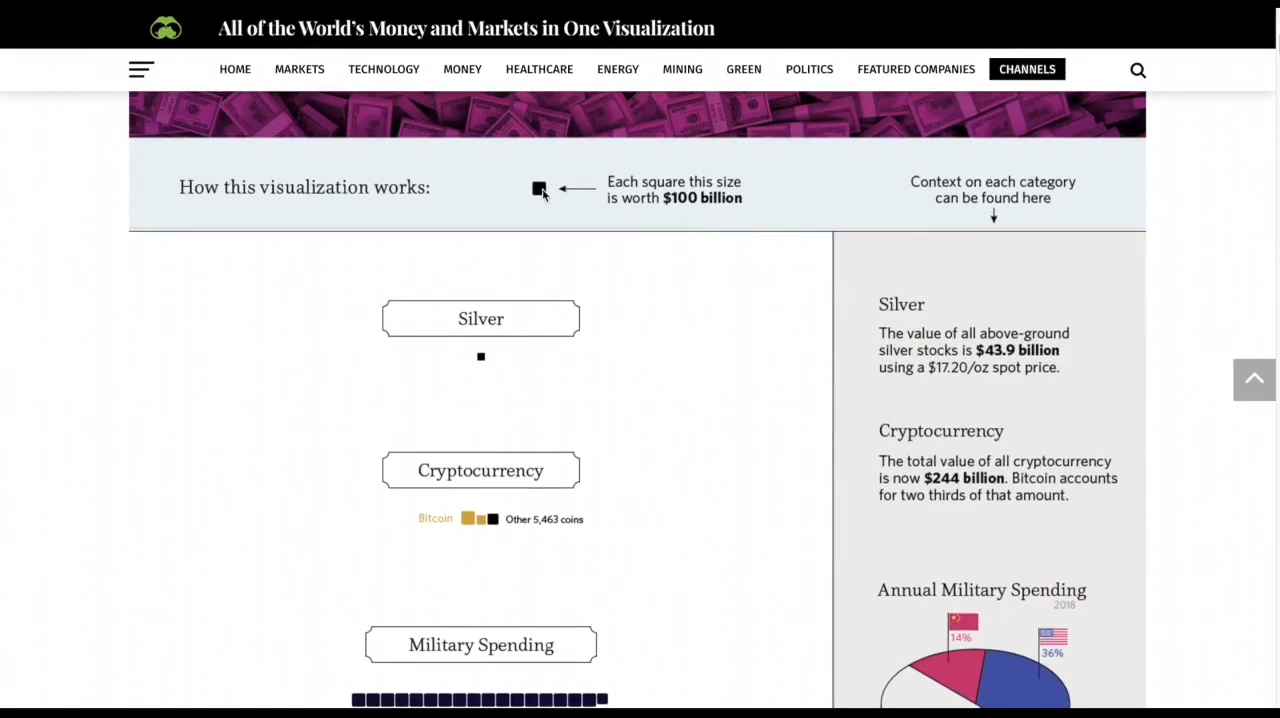 All of the World's Money and Markets in One Visualization
HOME MARKETS TECHNOLOGY MONEY HEALTHCARE ENERGY MINING GREEN POLITICS FEATURED COMPANIES CHANNELS
How this visualization works:
Each square this size
is worth $100 billion
Context on each category
can be found here
Silver
Silver
The value of all above-ground
silver stocks is $43.9 billion
using a $17.20/oz spot price.
Cryptocurrency
Bitcoin
Other 5,463 coins
Cryptocurrency
The total value of all cryptocurrency
is now $244 billion. Bitcoin accounts
for two thirds of that amount.
Military Spending
Annual Military Spending
2018
14%
36%